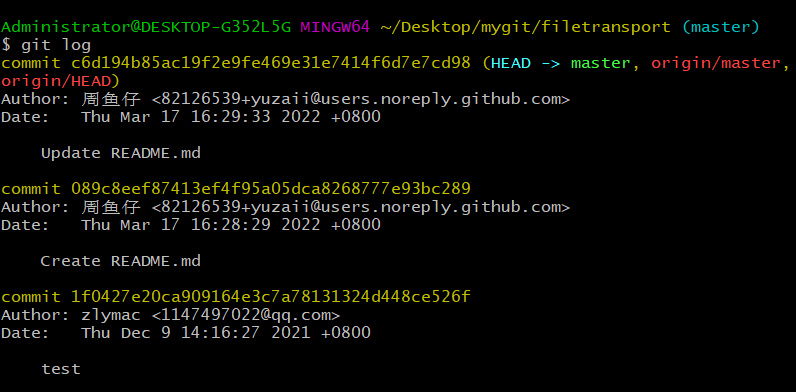 Administrator@DESKTOP-G352L5G MINGW64 ~/Desktop/mygit/filetransport (master)
$ git log
commit c6d194b85ac19f2e9fe469e31e7414f6d7e7cd98 (HEAD -> master, origin/master,
origin/HEAD)
Author: 周鱼仔 <82126539+yuzaii@users.noreply.github.com>
Date:   Thu Mar 17 16:29:33 2022 +0800
    Update README.md
commit 089c8eef87413ef4f95a05dca8268777e93bc289
Author: 周鱼仔 <82126539+yuzaii@users.noreply.github.com>
Date:   Thu Mar 17 16:28:29 2022 +0800
    Create README.md
commit 1f0427e20ca909164e3c7a78131324d448ce526f
Author: zlymac <1147497022@qq.com>
Date:   Thu Dec 9 14:16:27 2021 +0800
    test